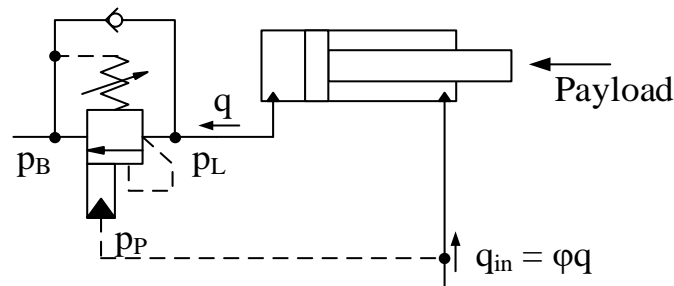 q
Payload
p_B
p_L
p_P
q_in = φq